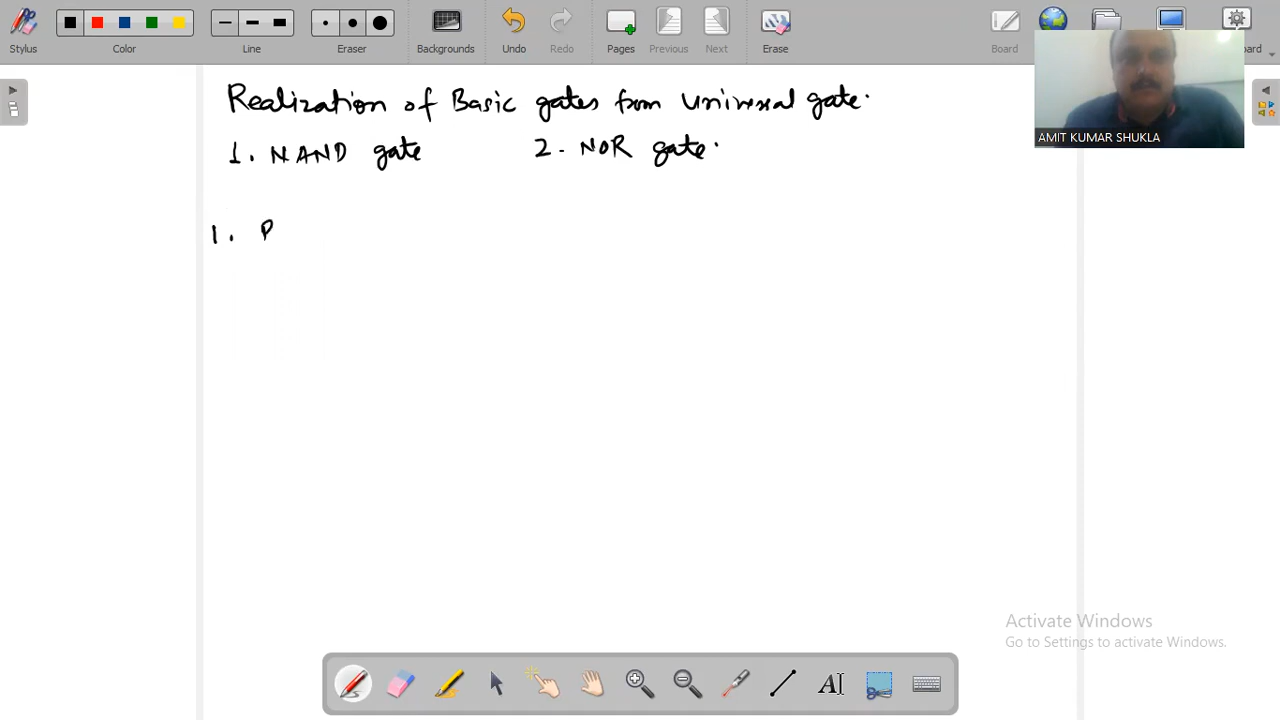 Stylus Color Line Eraser Backgrounds Undo Redo Pages Previous Next Erase Board
Realization of Basic gates from Universal gate.
AMIT KUMAR SHUKLA
1. NAND gate 2. NOR gate.
1. P
Activate Windows
Go to Settings to activate Windows.